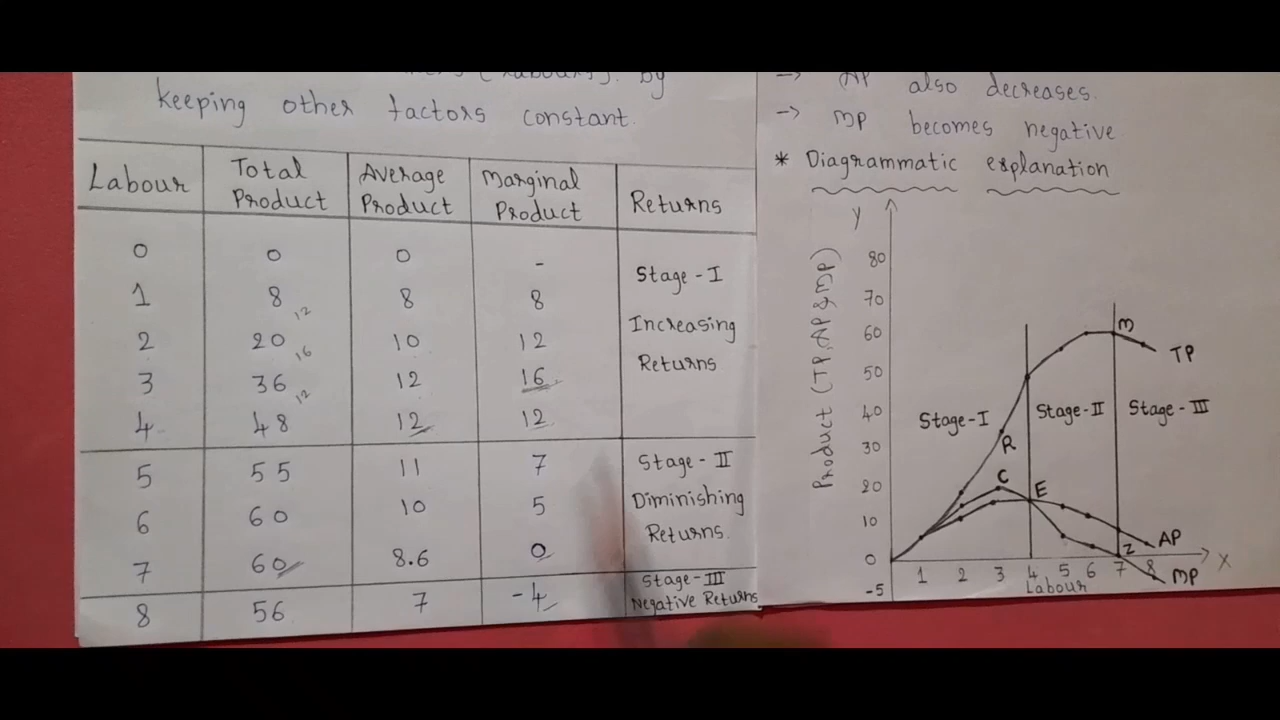 (Labours). by
keeping other factors constant.
Labour Total Product Average Product Marginal Product Returns
0 0 0 - Stage-I
1 8 8 8
12
2 20 10 12 Increasing
16
3 36 12 16 Returns
12
4 48 12 12
5 55 11 7 Stage-II
6 60 10 5 Diminishing
Returns.
7 60 8.6 0
Stage-III
8 56 7 -4 Negative Returns
→ AP also decreases.
→ MP becomes negative
* Diagrammatic explanation
Y
Product (TP, AP & MP)
80
70
60
50
40
30
20
10
0
-5
M
TP
Stage-I Stage-II Stage-III
R
C
E
AP
Z
MP
X
1 2 3 4 5 6 7 8
Labour